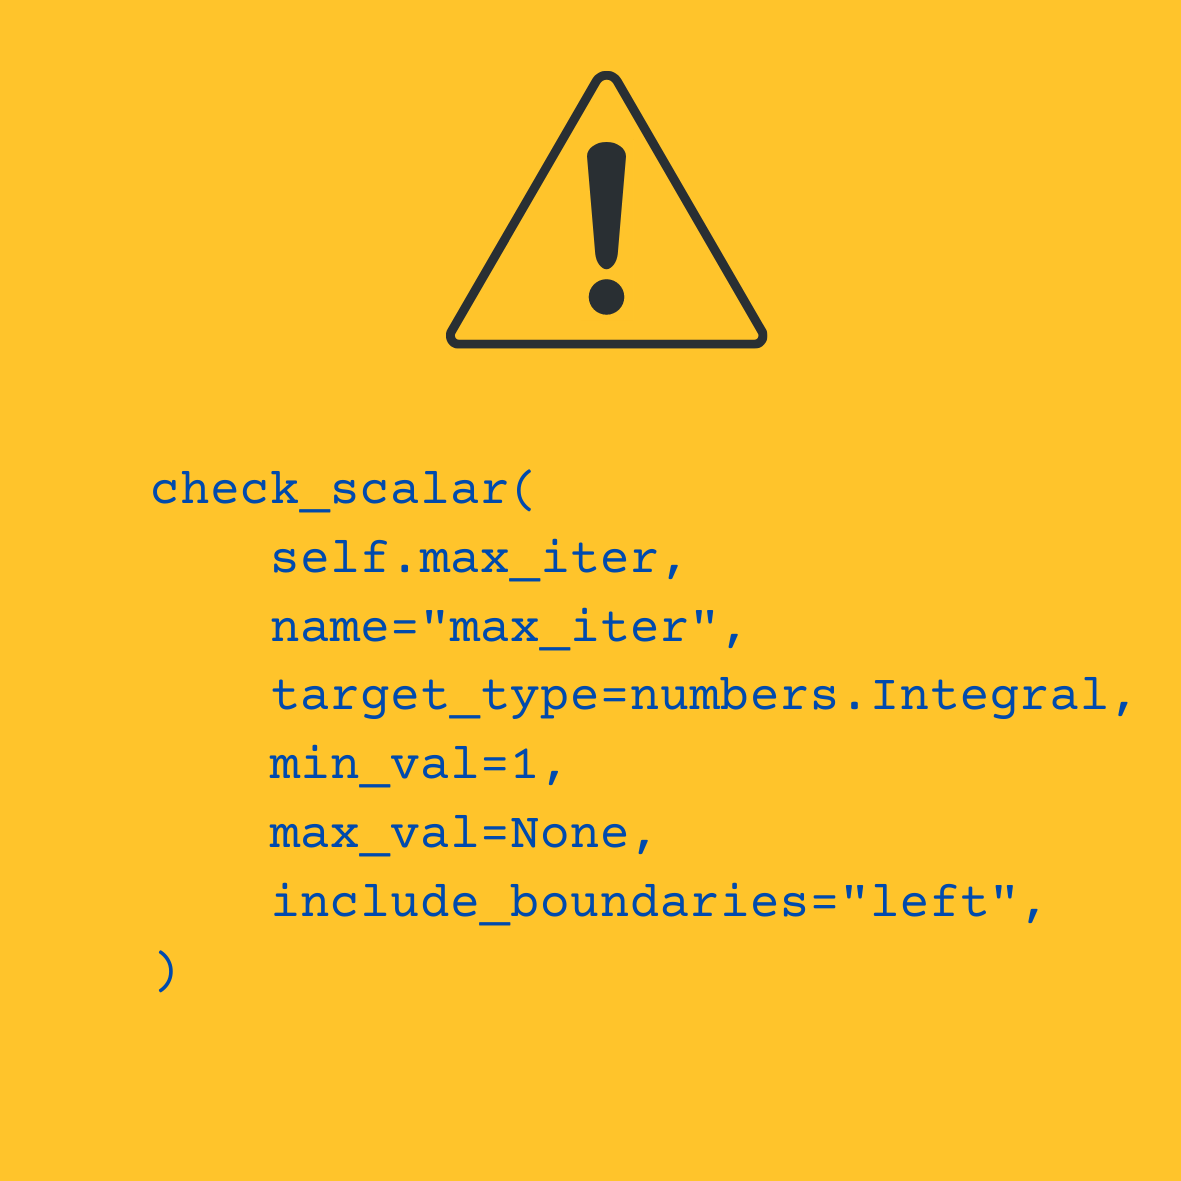 check_scalar(
    self.max_iter,
    name="max_iter",
    target_type=numbers.Integral,
    min_val=1,
    max_val=None,
    include_boundaries="left",
)